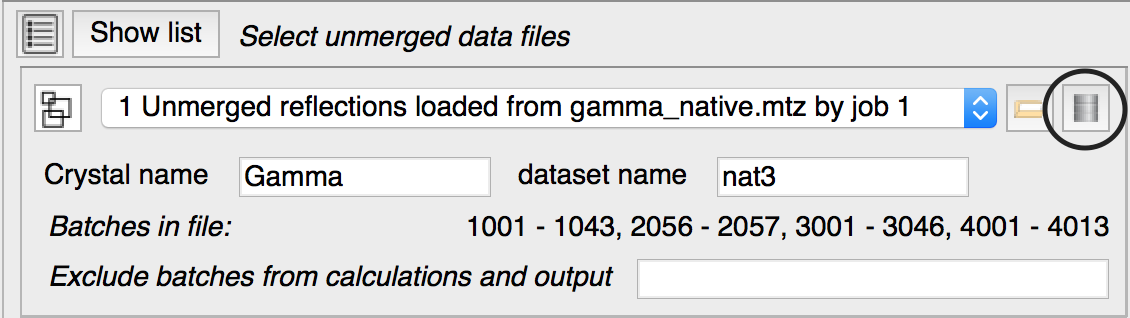 Show list Select unmerged data files
1 Unmerged reflections loaded from gamma_native.mtz by job 1
Crystal name Gamma dataset name nat3
Batches in file: 1001 - 1043, 2056 - 2057, 3001 - 3046, 4001 - 4013
Exclude batches from calculations and output